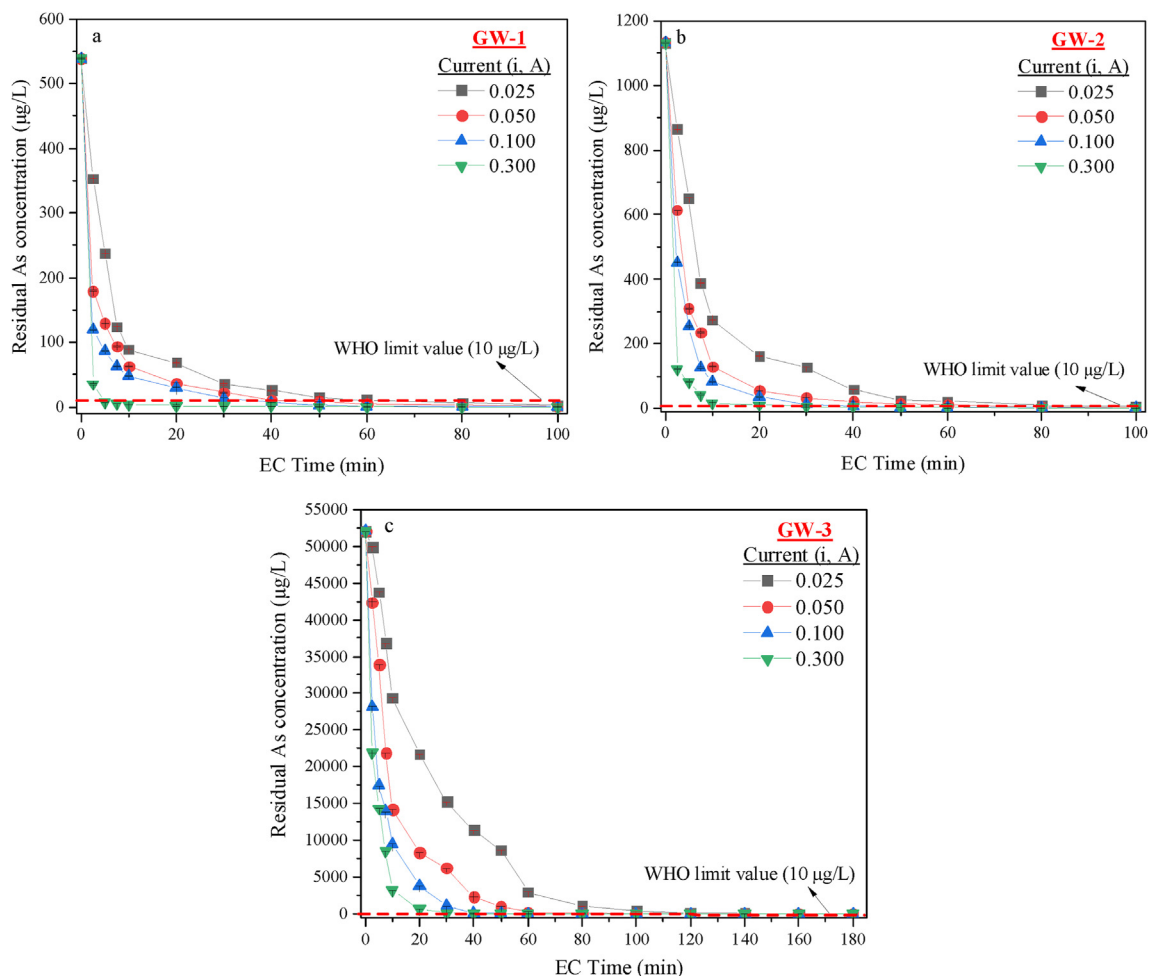 a
GW-1
Current (i, A)
0.025
0.050
0.100
0.300
WHO limit value (10 μg/L)
Residual As concentration (μg/L)
600
500
400
300
200
100
0
0 20 40 60 80 100
EC Time (min)
b
GW-2
Current (i, A)
0.025
0.050
0.100
0.300
WHO limit value (10 μg/L)
Residual As concentration (μg/L)
1200
1000
800
600
400
200
0
0 20 40 60 80 100
EC Time (min)
c
GW-3
Current (i, A)
0.025
0.050
0.100
0.300
WHO limit value (10 μg/L)
Residual As concentration (μg/L)
55000
50000
45000
40000
35000
30000
25000
20000
15000
10000
5000
0
0 20 40 60 80 100 120 140 160 180
EC Time (min)